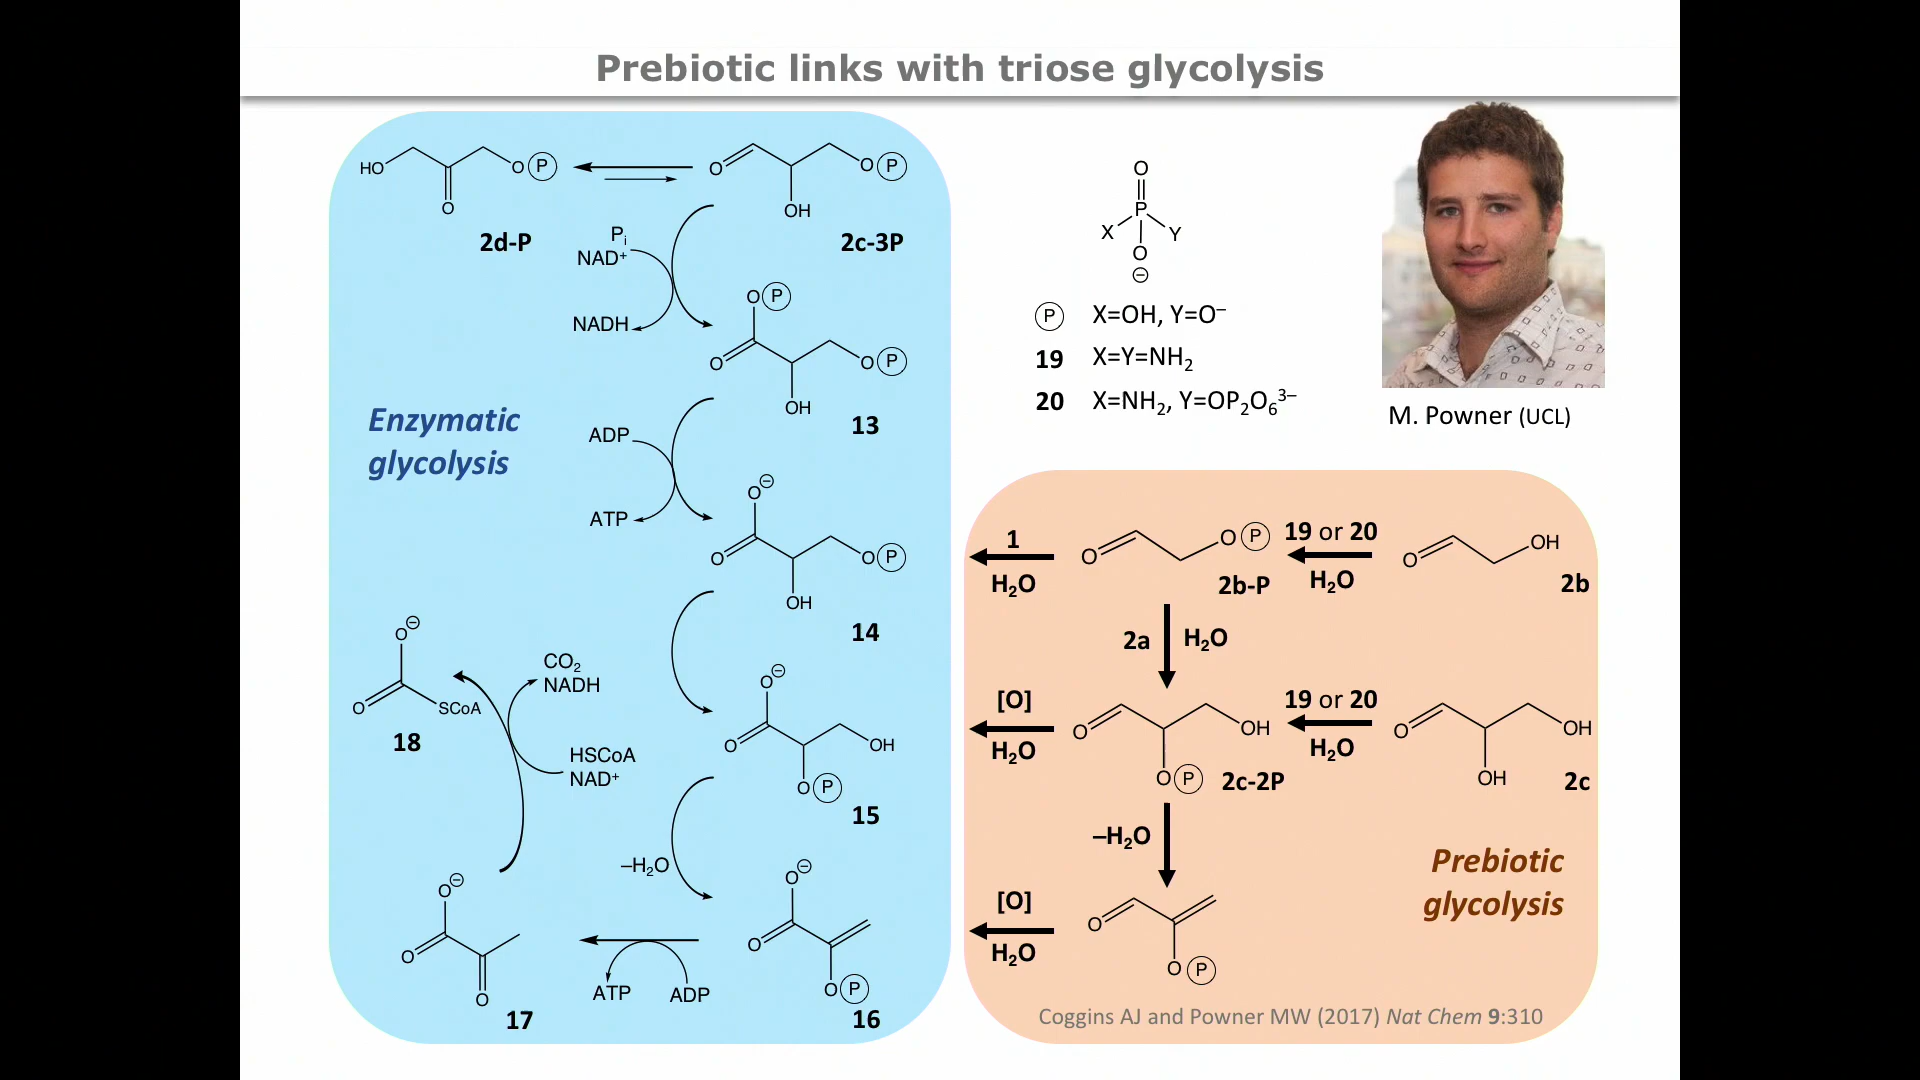 Prebiotic links with triose glycolysis
HO
O
O P
2d-P
O
OH
O P
2c-3P
Pi
NAD+
NADH
O P
O
OH
O P
13
Enzymatic
glycolysis
ADP
ATP
O⊖
O
OH
O P
14
O⊖
O
SCoA
18
CO2
NADH
HSCoA
NAD+
O⊖
O
OH
O P
15
–H2O
O⊖
O
O
17
ATP
ADP
O⊖
O
O P
16
O
P
X
Y
O
⊖
P X=OH, Y=O–
19 X=Y=NH2
20 X=NH2, Y=OP2O6 3–
M. Powner (UCL)
1
H2O
O
O P
2b-P
19 or 20
H2O
O
OH
2b
2a H2O
[O]
H2O
O
OH
O P
2c-2P
19 or 20
H2O
O
OH
OH
2c
–H2O
[O]
H2O
O
O P
Prebiotic
glycolysis
Coggins AJ and Powner MW (2017) Nat Chem 9:310